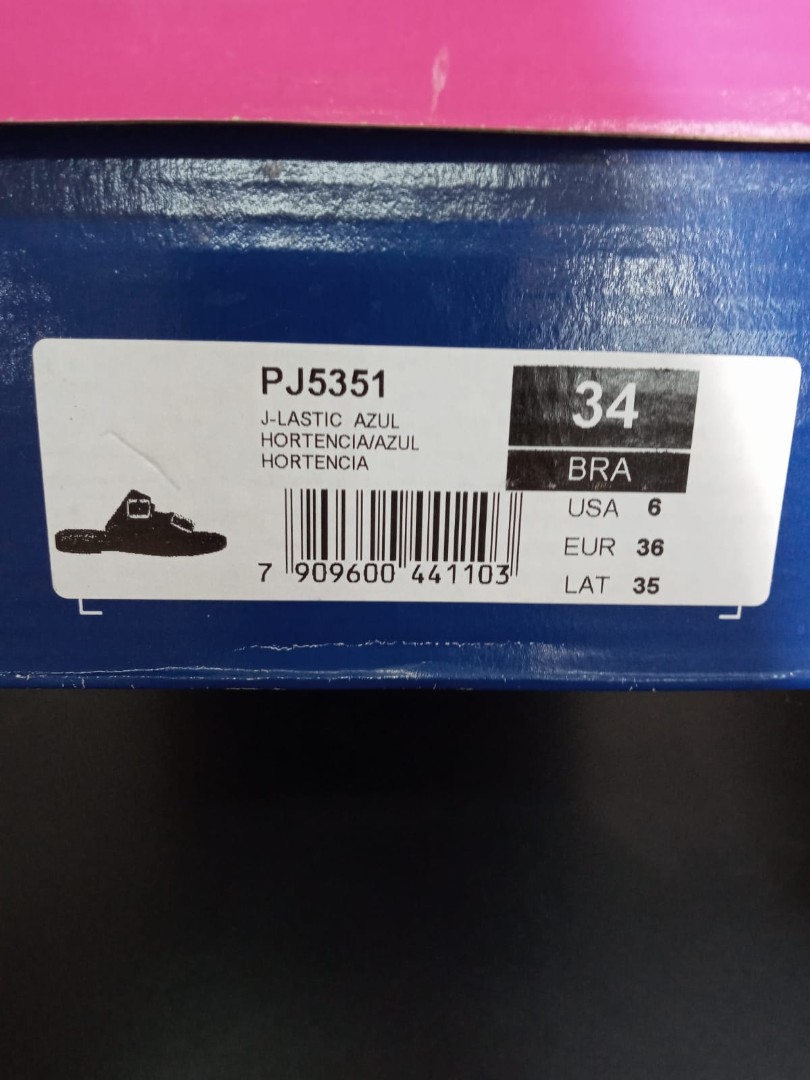 PJ5351
J-LASTIC AZUL
HORTENCIA/AZUL
HORTENCIA
7 909600 441103
34
BRA
USA 6
EUR 36
LAT 35